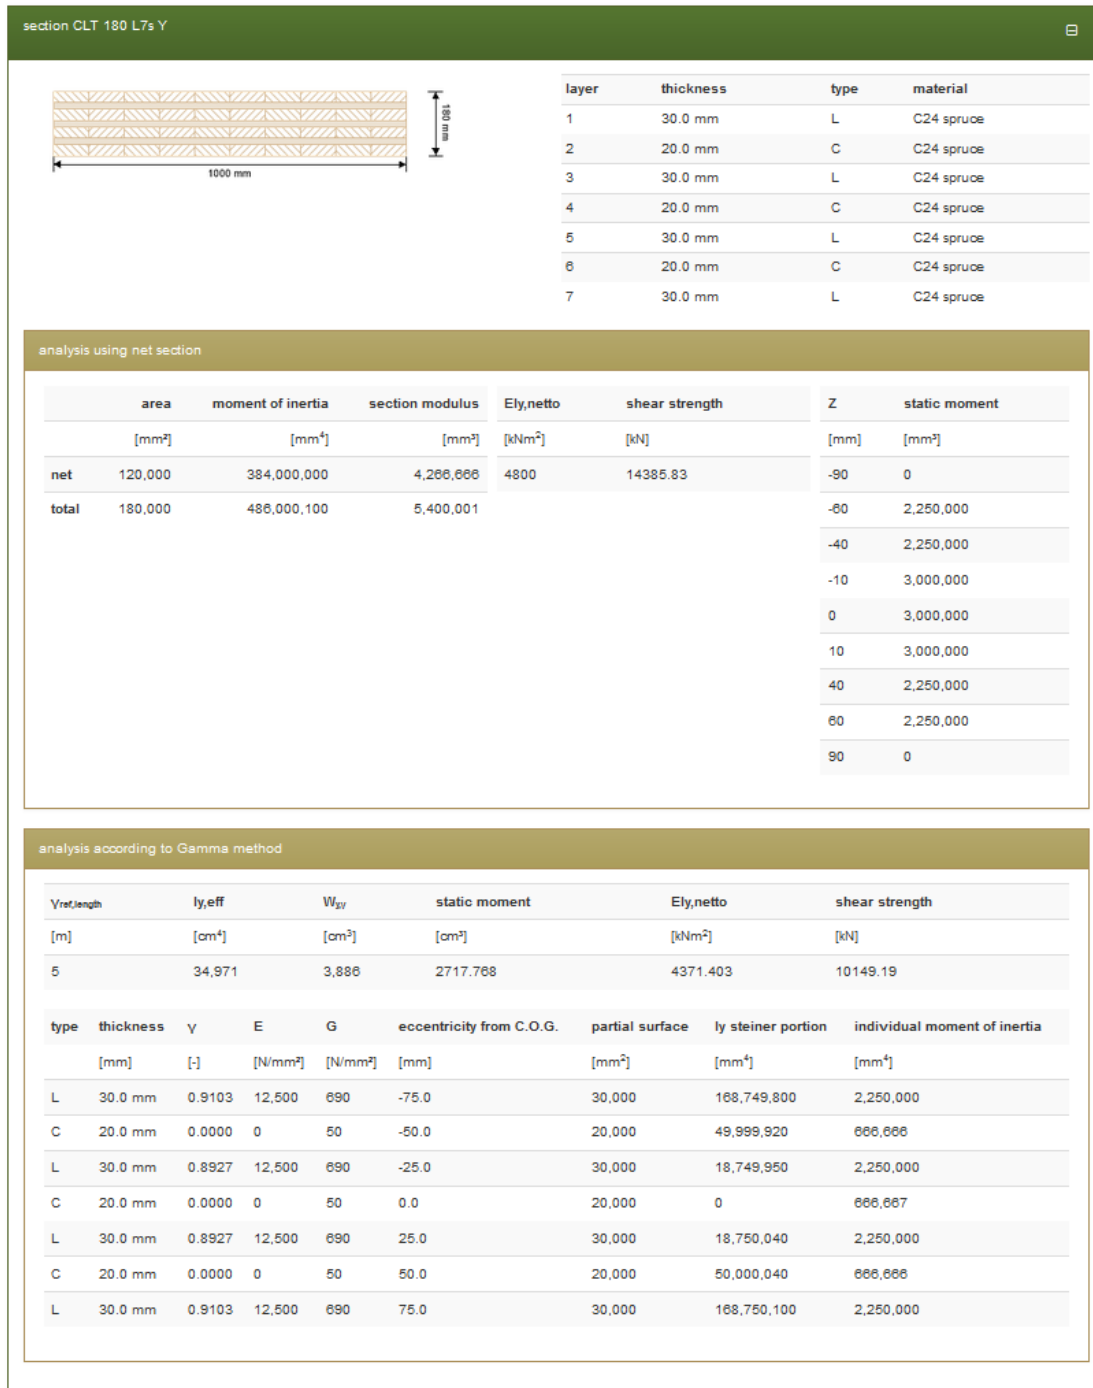 section CLT 180 L7s Y
180 mm
1000 mm
layer thickness type material
1 30.0 mm L C24 spruce
2 20.0 mm C C24 spruce
3 30.0 mm L C24 spruce
4 20.0 mm C C24 spruce
5 30.0 mm L C24 spruce
6 20.0 mm C C24 spruce
7 30.0 mm L C24 spruce
analysis using net section
area moment of inertia section modulus EIy,netto shear strength Z static moment
[mm²] [mm⁴] [mm³] [kNm²] [kN] [mm] [mm³]
net 120,000 384,000,000 4,266,666 4800 14385.83 -90 0
total 180,000 486,000,100 5,400,001 -60 2,250,000
-40 2,250,000
-10 3,000,000
0 3,000,000
10 3,000,000
40 2,250,000
60 2,250,000
90 0
analysis according to Gamma method
γref,length Iy,eff Wxy static moment EIy,netto shear strength
[m] [cm⁴] [cm³] [cm³] [kNm²] [kN]
5 34,971 3,886 2717.768 4371.403 10149.19
type thickness γ E G eccentricity from C.O.G. partial surface Iy steiner portion individual moment of inertia
[mm] [-] [N/mm²] [N/mm²] [mm] [mm²] [mm⁴] [mm⁴]
L 30.0 mm 0.9103 12,500 690 -75.0 30,000 168,749,800 2,250,000
C 20.0 mm 0.0000 0 50 -50.0 20,000 49,999,920 666,666
L 30.0 mm 0.8927 12,500 690 -25.0 30,000 18,749,950 2,250,000
C 20.0 mm 0.0000 0 50 0.0 20,000 0 666,667
L 30.0 mm 0.8927 12,500 690 25.0 30,000 18,750,040 2,250,000
C 20.0 mm 0.0000 0 50 50.0 20,000 50,000,040 666,666
L 30.0 mm 0.9103 12,500 690 75.0 30,000 168,750,100 2,250,000